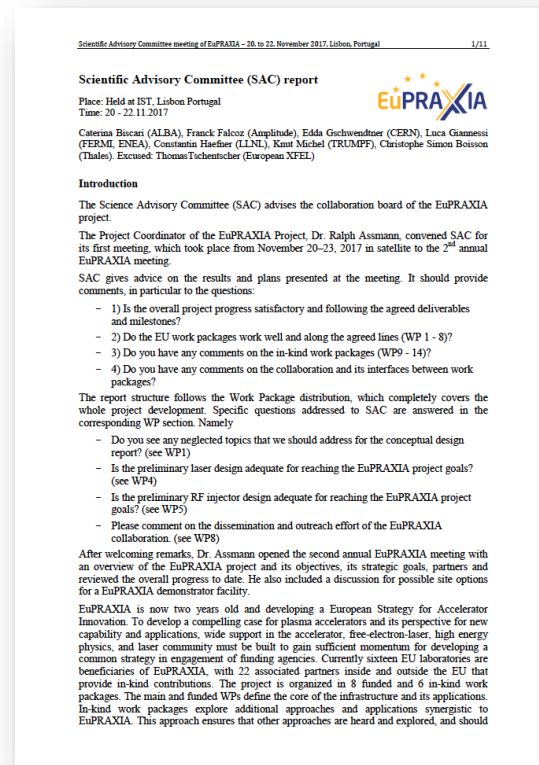 Scientific Advisory Committee meeting of EuPRAXIA – 20. to 22. November 2017. Lisbon, Portugal 1/11
Scientific Advisory Committee (SAC) report
EuPRAXIA
Place: Held at IST, Lisbon Portugal
Time: 20 - 22.11.2017
Caterina Biscari (ALBA), Franck Falcoz (Amplitude), Edda Gschwendtner (CERN), Luca Giannessi
(FERMI, ENEA), Constantin Haefner (LLNL), Knut Michel (TRUMPF), Christophe Simon Boisson
(Thales). Excused: ThomasTschentscher (European XFEL)
Introduction
The Science Advisory Committee (SAC) advises the collaboration board of the EuPRAXIA
project.
The Project Coordinator of the EuPRAXIA Project, Dr. Ralph Assmann, convened SAC for
its first meeting, which took place from November 20–23, 2017 in satellite to the 2nd annual
EuPRAXIA meeting.
SAC gives advice on the results and plans presented at the meeting. It should provide
comments, in particular to the questions:
− 1) Is the overall project progress satisfactory and following the agreed deliverables
and milestones?
− 2) Do the EU work packages work well and along the agreed lines (WP 1 - 8)?
− 3) Do you have any comments on the in-kind work packages (WP9 - 14)?
− 4) Do you have any comments on the collaboration and its interfaces between work
packages?
The report structure follows the Work Package distribution, which completely covers the
whole project development. Specific questions addressed to SAC are answered in the
corresponding WP section. Namely
− Do you see any neglected topics that we should address for the conceptual design
report? (see WP1)
− Is the preliminary laser design adequate for reaching the EuPRAXIA project goals?
(see WP4)
− Is the preliminary RF injector design adequate for reaching the EuPRAXIA project
goals? (see WP5)
− Please comment on the dissemination and outreach effort of the EuPRAXIA
collaboration. (see WP8)
After welcoming remarks, Dr. Assmann opened the second annual EuPRAXIA meeting with
an overview of the EuPRAXIA project and its objectives, its strategic goals, partners and
reviewed the overall progress to date. He also included a discussion for possible site options
for a EuPRAXIA demonstrator facility.
EuPRAXIA is now two years old and developing a European Strategy for Accelerator
Innovation. To develop a compelling case for plasma accelerators and its perspective for new
capability and applications, wide support in the accelerator, free-electron-laser, high energy
physics, and laser community must be built to gain sufficient momentum for developing a
common strategy in engagement of funding agencies. Currently sixteen EU laboratories are
beneficiaries of EuPRAXIA, with 22 associated partners inside and outside the EU that
provide in-kind contributions. The project is organized in 8 funded and 6 in-kind work
packages. The main and funded WPs define the core of the infrastructure and its applications.
In-kind work packages explore additional approaches and applications synergistic to
EuPRAXIA. This approach ensures that other approaches are heard and explored, and should